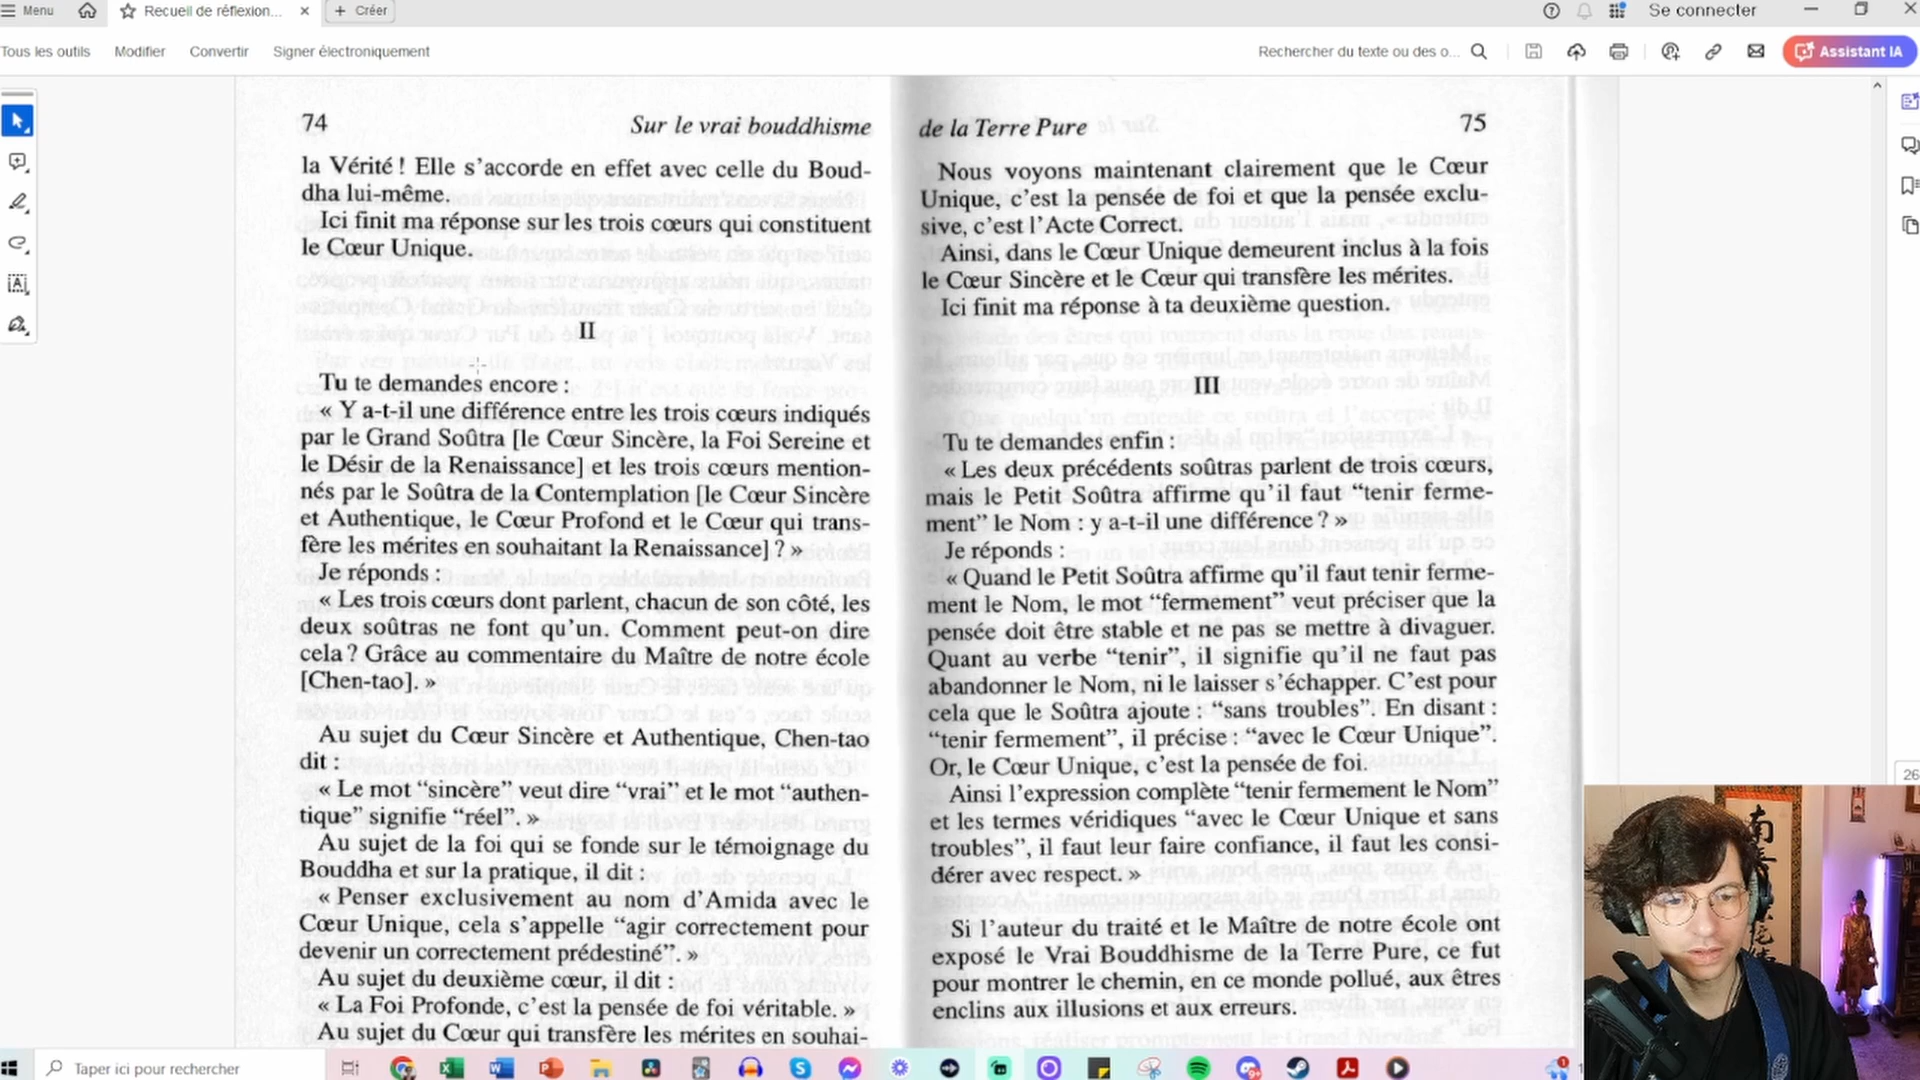 Menu
Recueil de réflexion...
Créer
Se connecter
Tous les outils
Modifier
Convertir
Signer électroniquement
Rechercher du texte ou des o...
Assistant IA
74
Sur le vrai bouddhisme
la Vérité ! Elle s'accorde en effet avec celle du Boud-
dha lui-même.
Ici finit ma réponse sur les trois cœurs qui constituent
le Cœur Unique.
II
Tu te demandes encore :
« Y a-t-il une différence entre les trois cœurs indiqués
par le Grand Soûtra [le Cœur Sincère, la Foi Sereine et
le Désir de la Renaissance] et les trois cœurs mention-
nés par le Soûtra de la Contemplation [le Cœur Sincère
et Authentique, le Cœur Profond et le Cœur qui trans-
fère les mérites en souhaitant la Renaissance] ? »
Je réponds :
« Les trois cœurs dont parlent, chacun de son côté, les
deux soûtras ne font qu'un. Comment peut-on dire
cela ? Grâce au commentaire du Maître de notre école
[Chen-tao]. »
Au sujet du Cœur Sincère et Authentique, Chen-tao
dit :
« Le mot “sincère” veut dire “vrai” et le mot “authen-
tique” signifie “réel”. »
Au sujet de la foi qui se fonde sur le témoignage du
Bouddha et sur la pratique, il dit :
« Penser exclusivement au nom d'Amida avec le
Cœur Unique, cela s'appelle “agir correctement pour
devenir un correctement prédestiné”. »
Au sujet du deuxième cœur, il dit :
« La Foi Profonde, c'est la pensée de foi véritable. »
Au sujet du Cœur qui transfère les mérites en souhai-
de la Terre Pure
75
Nous voyons maintenant clairement que le Cœur
Unique, c'est la pensée de foi et que la pensée exclu-
sive, c'est l'Acte Correct.
Ainsi, dans le Cœur Unique demeurent inclus à la fois
le Cœur Sincère et le Cœur qui transfère les mérites.
Ici finit ma réponse à ta deuxième question.
III
Tu te demandes enfin :
« Les deux précédents soûtras parlent de trois cœurs,
mais le Petit Soûtra affirme qu'il faut “tenir ferme-
ment” le Nom : y a-t-il une différence ? »
Je réponds :
« Quand le Petit Soûtra affirme qu'il faut tenir ferme-
ment le Nom, le mot “fermement” veut préciser que la
pensée doit être stable et ne pas se mettre à divaguer.
Quant au verbe “tenir”, il signifie qu'il ne faut pas
abandonner le Nom, ni le laisser s'échapper. C'est pour
cela que le Soûtra ajoute : “sans troubles”. En disant :
“tenir fermement”, il précise : “avec le Cœur Unique”.
Or, le Cœur Unique, c'est la pensée de foi.
Ainsi l'expression complète “tenir fermement le Nom”
et les termes véridiques “avec le Cœur Unique et sans
troubles”, il faut leur faire confiance, il faut les consi-
dérer avec respect. »
Si l'auteur du traité et le Maître de notre école ont
exposé le Vrai Bouddhisme de la Terre Pure, ce fut
pour montrer le chemin, en ce monde pollué, aux êtres
enclins aux illusions et aux erreurs.
26
南
Taper ici pour rechercher